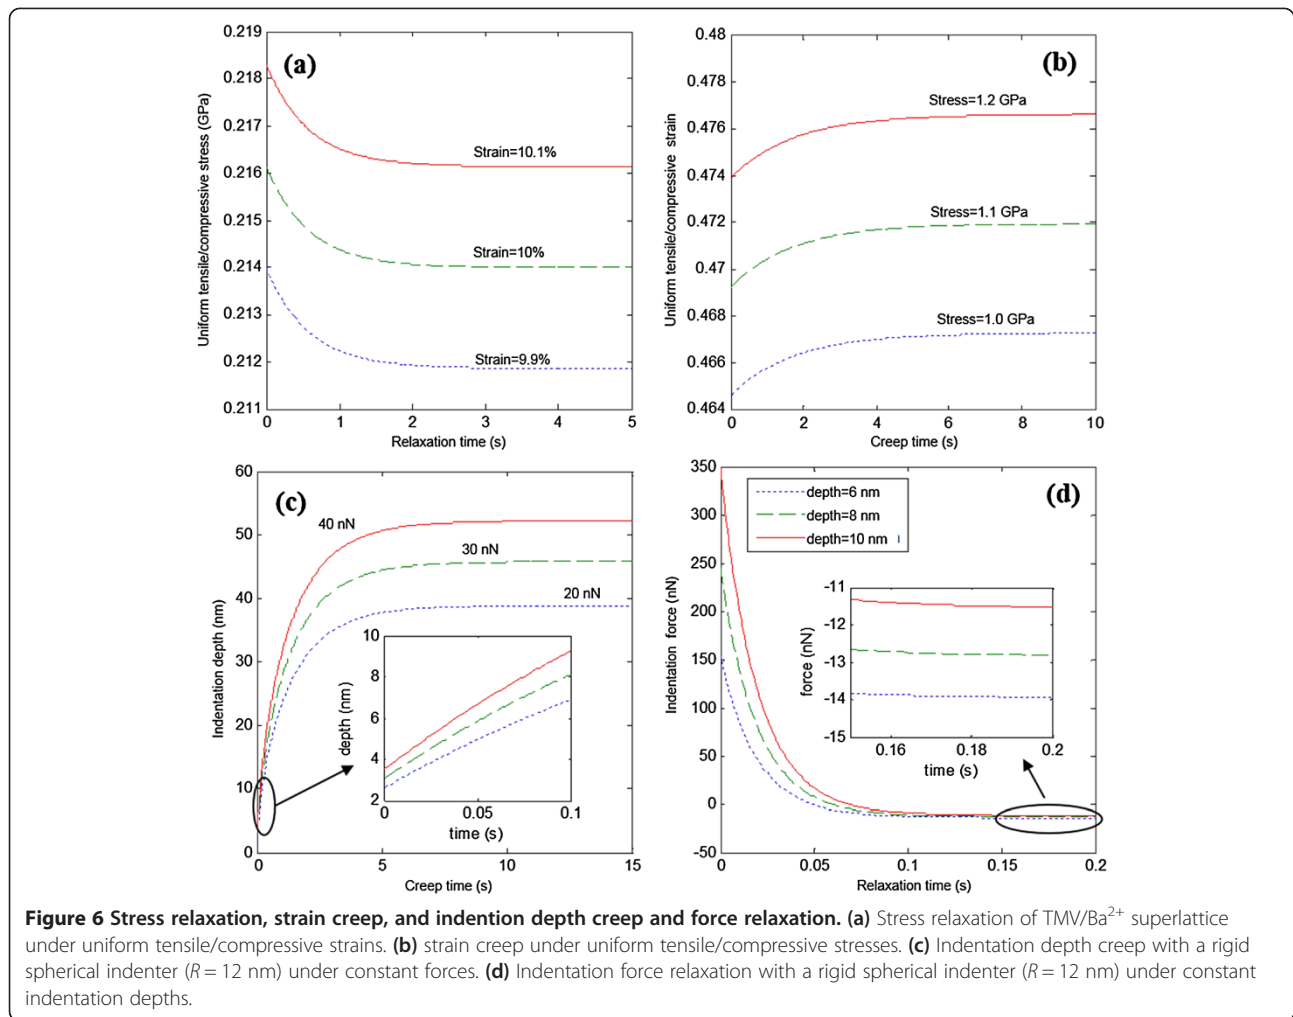 (a)
0.219
0.218
0.217
0.216
0.215
0.214
0.213
0.212
0.211
Uniform tensile/compressive stress (GPa)
Strain=10.1%
Strain=10%
Strain=9.9%
0 1 2 3 4 5
Relaxation time (s)
(b)
0.48
0.478
0.476
0.474
0.472
0.47
0.468
0.466
0.464
Uniform tensile/compressive strain
Stress=1.2 GPa
Stress=1.1 GPa
Stress=1.0 GPa
0 2 4 6 8 10
Creep time (s)
(c)
60
50
40
30
20
10
0
Indentation depth (nm)
40 nN
30 nN
20 nN
10
8
6
4
2
depth (nm)
0 0.05 0.1
time (s)
0 5 10 15
Creep time (s)
(d)
350
300
250
200
150
100
50
0
-50
Indentation force (nN)
depth=6 nm
depth=8 nm
depth=10 nm
-11
-12
-13
-14
-15
force (nN)
0.16 0.18 0.2
time (s)
0 0.05 0.1 0.15 0.2
Relaxation time (s)
Figure 6 Stress relaxation, strain creep, and indention depth creep and force relaxation. (a) Stress relaxation of TMV/Ba²⁺ superlattice
under uniform tensile/compressive strains. (b) strain creep under uniform tensile/compressive stresses. (c) Indentation depth creep with a rigid
spherical indenter (R = 12 nm) under constant forces. (d) Indentation force relaxation with a rigid spherical indenter (R = 12 nm) under constant
indentation depths.